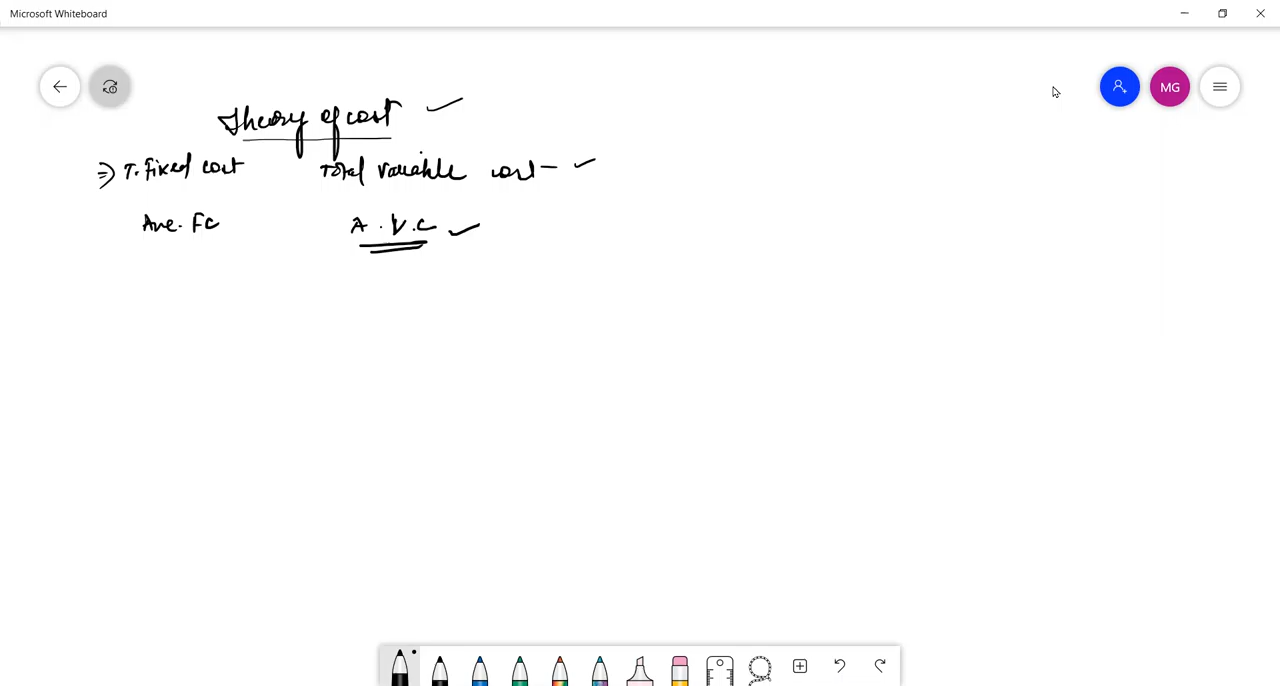 Microsoft Whiteboard
MG
Theory of cost
⇒ T. Fixed cost Total variable cost –
Ave. FC A.V.C